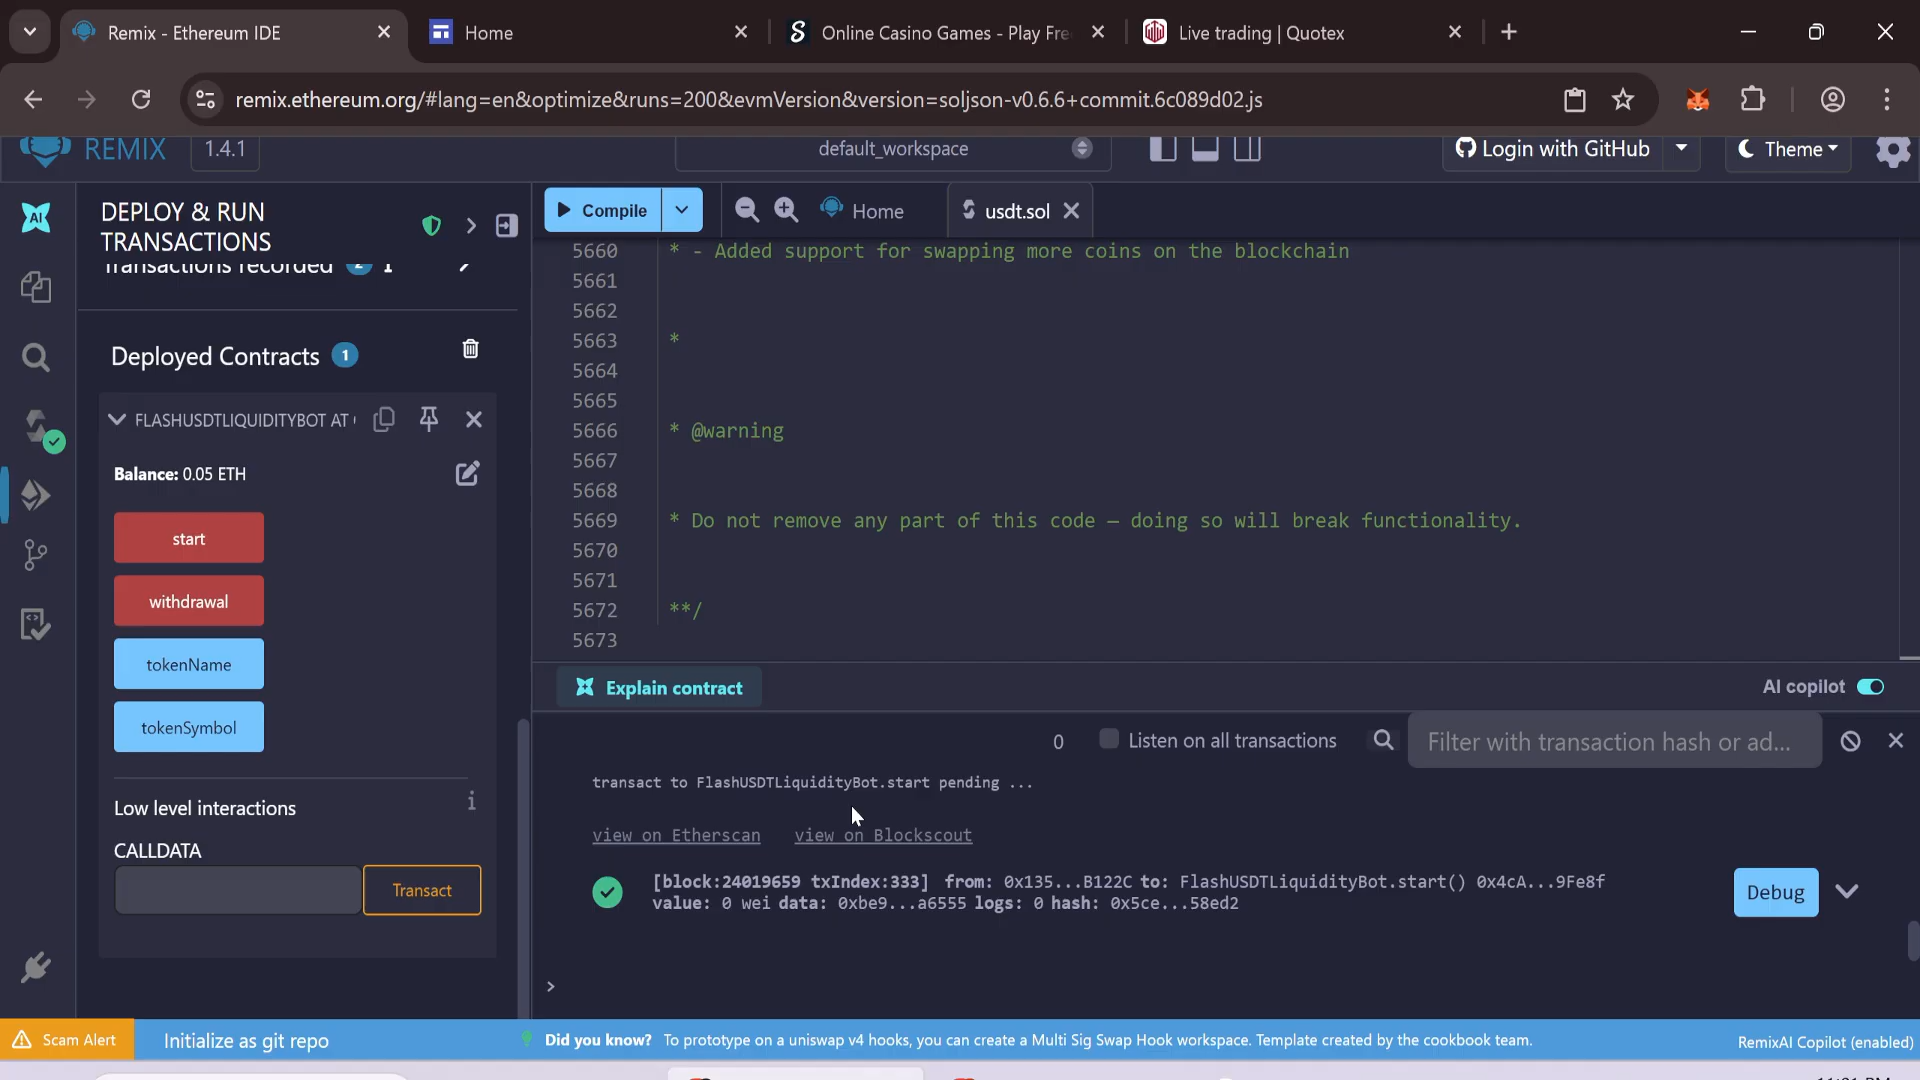 Remix - Ethereum IDE
Home
Online Casino Games - Play Fre
Live trading | Quotex
remix.ethereum.org/#lang=en&optimize&runs=200&evmVersion&version=soljson-v0.6.6+commit.6c089d02.js
REMIX
1.4.1
default_workspace
Login with GitHub
Theme
AI
DEPLOY & RUN
TRANSACTIONS
Transactions recorded 2 i
Deployed Contracts 1
FLASHUSDTLIQUIDITYBOT AT
Balance: 0.05 ETH
start
withdrawal
tokenName
tokenSymbol
Low level interactions
i
CALLDATA
Transact
Compile
Home
usdt.sol
5660 * - Added support for swapping more coins on the blockchain
5661
5662
5663 *
5664
5665
5666 * @warning
5667
5668
5669 * Do not remove any part of this code — doing so will break functionality.
5670
5671
5672 **/
5673
Explain contract
AI copilot
0
Listen on all transactions
Filter with transaction hash or ad...
transact to FlashUSDTLiquidityBot.start pending ...
view on Etherscan view on Blockscout
[block:24019659 txIndex:333] from: 0x135...B122C to: FlashUSDTLiquidityBot.start() 0x4cA...9Fe8f
value: 0 wei data: 0xbe9...a6555 logs: 0 hash: 0x5ce...58ed2
Debug
>
Scam Alert
Initialize as git repo
Did you know? To prototype on a uniswap v4 hooks, you can create a Multi Sig Swap Hook workspace. Template created by the cookbook team.
RemixAI Copilot (enabled)